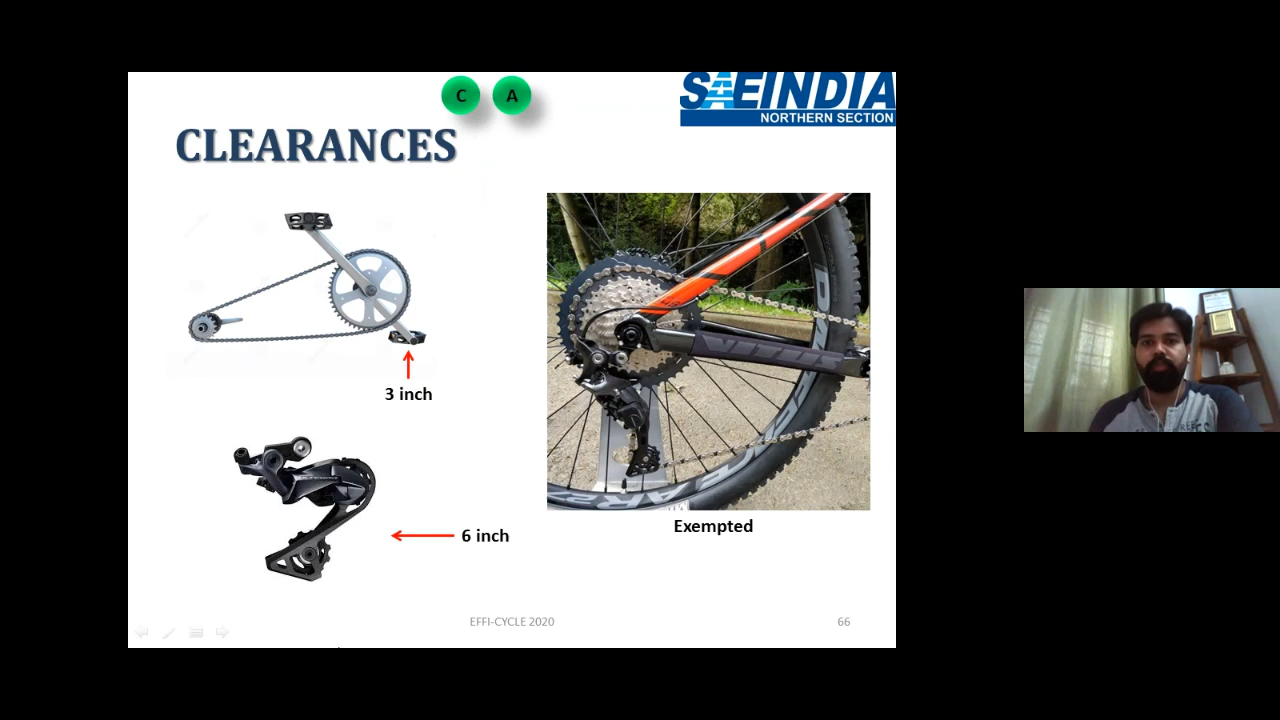 C A
SAEINDIA
NORTHERN SECTION
CLEARANCES
3 inch
6 inch
Exempted
EFFI-CYCLE 2020
66